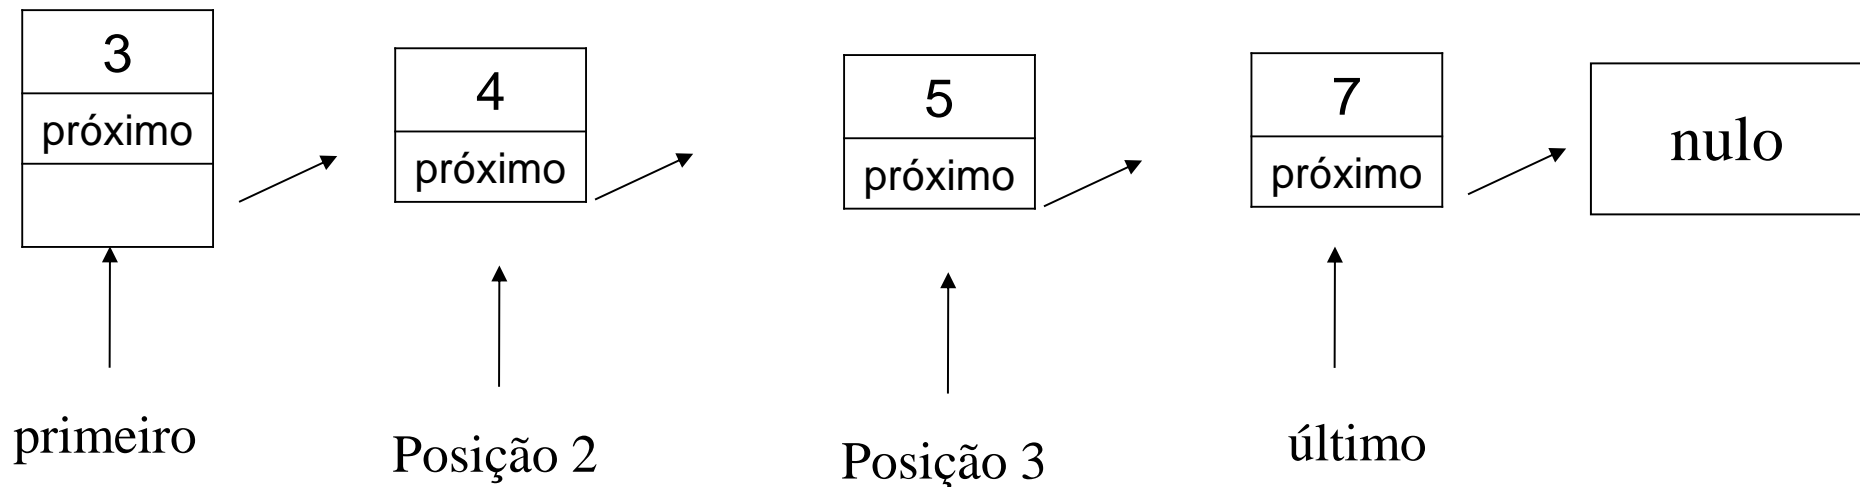 3
próximo
4
próximo
5
próximo
7
próximo
nulo
primeiro
Posição 2
Posição 3
último